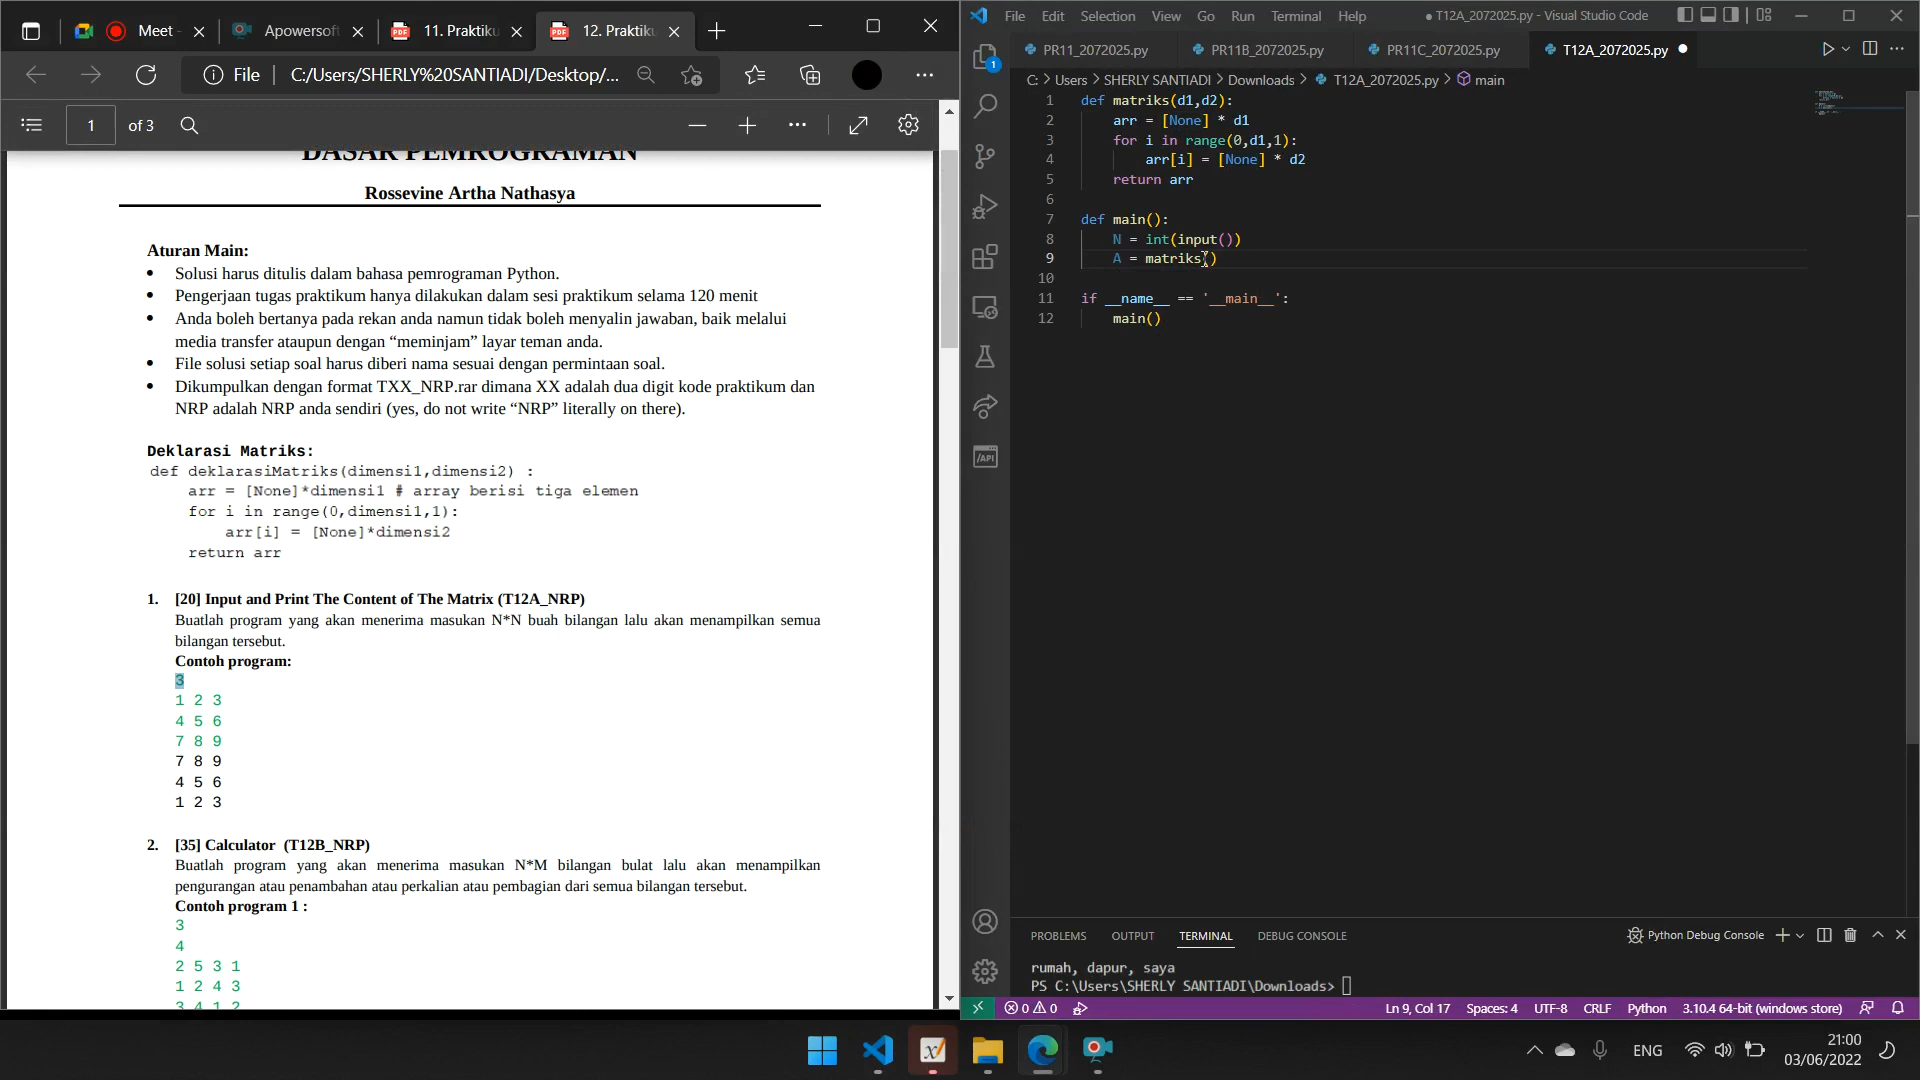 Meet
Apowersoft
11. Praktiku
12. Praktiku
File
C:/Users/SHERLY%20SANTIADI/Desktop/...
1
of 3
DASAR PEMROGRAMAN
Rossevine Artha Nathasya
Aturan Main:
• Solusi harus ditulis dalam bahasa pemrograman Python.
• Pengerjaan tugas praktikum hanya dilakukan dalam sesi praktikum selama 120 menit
• Anda boleh bertanya pada rekan anda namun tidak boleh menyalin jawaban, baik melalui
media transfer ataupun dengan “meminjam” layar teman anda.
• File solusi setiap soal harus diberi nama sesuai dengan permintaan soal.
• Dikumpulkan dengan format TXX_NRP.rar dimana XX adalah dua digit kode praktikum dan
NRP adalah NRP anda sendiri (yes, do not write “NRP” literally on there).
Deklarasi Matriks:
def deklarasiMatriks(dimensi1,dimensi2) :
arr = [None]*dimensi1 # array berisi tiga elemen
for i in range(0,dimensi1,1):
arr[i] = [None]*dimensi2
return arr
1. [20] Input and Print The Content of The Matrix (T12A_NRP)
Buatlah program yang akan menerima masukan N*N buah bilangan lalu akan menampilkan semua
bilangan tersebut.
Contoh program:
3
1 2 3
4 5 6
7 8 9
7 8 9
4 5 6
1 2 3
2. [35] Calculator (T12B_NRP)
Buatlah program yang akan menerima masukan N*M bilangan bulat lalu akan menampilkan
pengurangan atau penambahan atau perkalian atau pembagian dari semua bilangan tersebut.
Contoh program 1 :
3
4
2 5 3 1
1 2 4 3
3 4 1 2
File Edit Selection View Go Run Terminal Help
● T12A_2072025.py - Visual Studio Code
PR11_2072025.py
PR11B_2072025.py
PR11C_2072025.py
T12A_2072025.py
C: > Users > SHERLY SANTIADI > Downloads > T12A_2072025.py > main
1 def matriks(d1,d2):
2 arr = [None] * d1
3 for i in range(0,d1,1):
4 arr[i] = [None] * d2
5 return arr
6
7 def main():
8 N = int(input())
9 A = matriks()
10
11 if __name__ == '__main__':
12 main()
1
API
PROBLEMS OUTPUT TERMINAL DEBUG CONSOLE
Python Debug Console
rumah, dapur, saya
PS C:\Users\SHERLY SANTIADI\Downloads>
0 0
Ln 9, Col 17 Spaces: 4 UTF-8 CRLF Python 3.10.4 64-bit (windows store)
ENG
21:00
03/06/2022